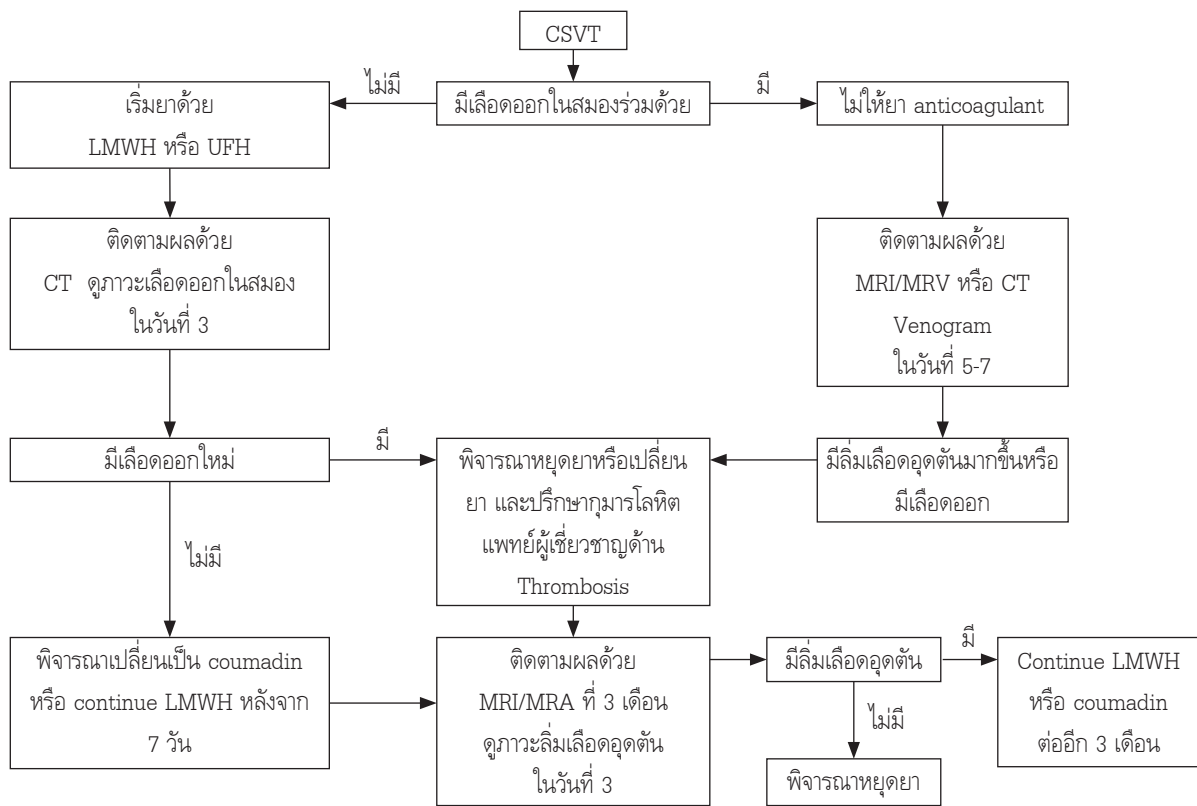 CSVT
ไม่มี
มี
เริ่มยาด้วย
LMWH หรือ UFH
มีเลือดออกในสมองร่วมด้วย
ไม่ให้ยา anticoagulant
ติดตามผลด้วย
CT ดูภาวะเลือดออกในสมอง
ในวันที่ 3
ติดตามผลด้วย
MRI/MRV หรือ CT
Venogram
ในวันที่ 5-7
มีเลือดออกใหม่
มี
พิจารณาหยุดยาหรือเปลี่ยน
ยา และปรึกษากุมารโลหิต
แพทย์ผู้เชี่ยวชาญด้าน
Thrombosis
มีลิ่มเลือดอุดตันมากขึ้นหรือ
มีเลือดออก
ไม่มี
พิจารณาเปลี่ยนเป็น coumadin
หรือ continue LMWH หลังจาก
7 วัน
ติดตามผลด้วย
MRI/MRA ที่ 3 เดือน
ดูภาวะลิ่มเลือดอุดตัน
ในวันที่ 3
มีลิ่มเลือดอุดตัน
มี
Continue LMWH
หรือ coumadin
ต่ออีก 3 เดือน
ไม่มี
พิจารณาหยุดยา